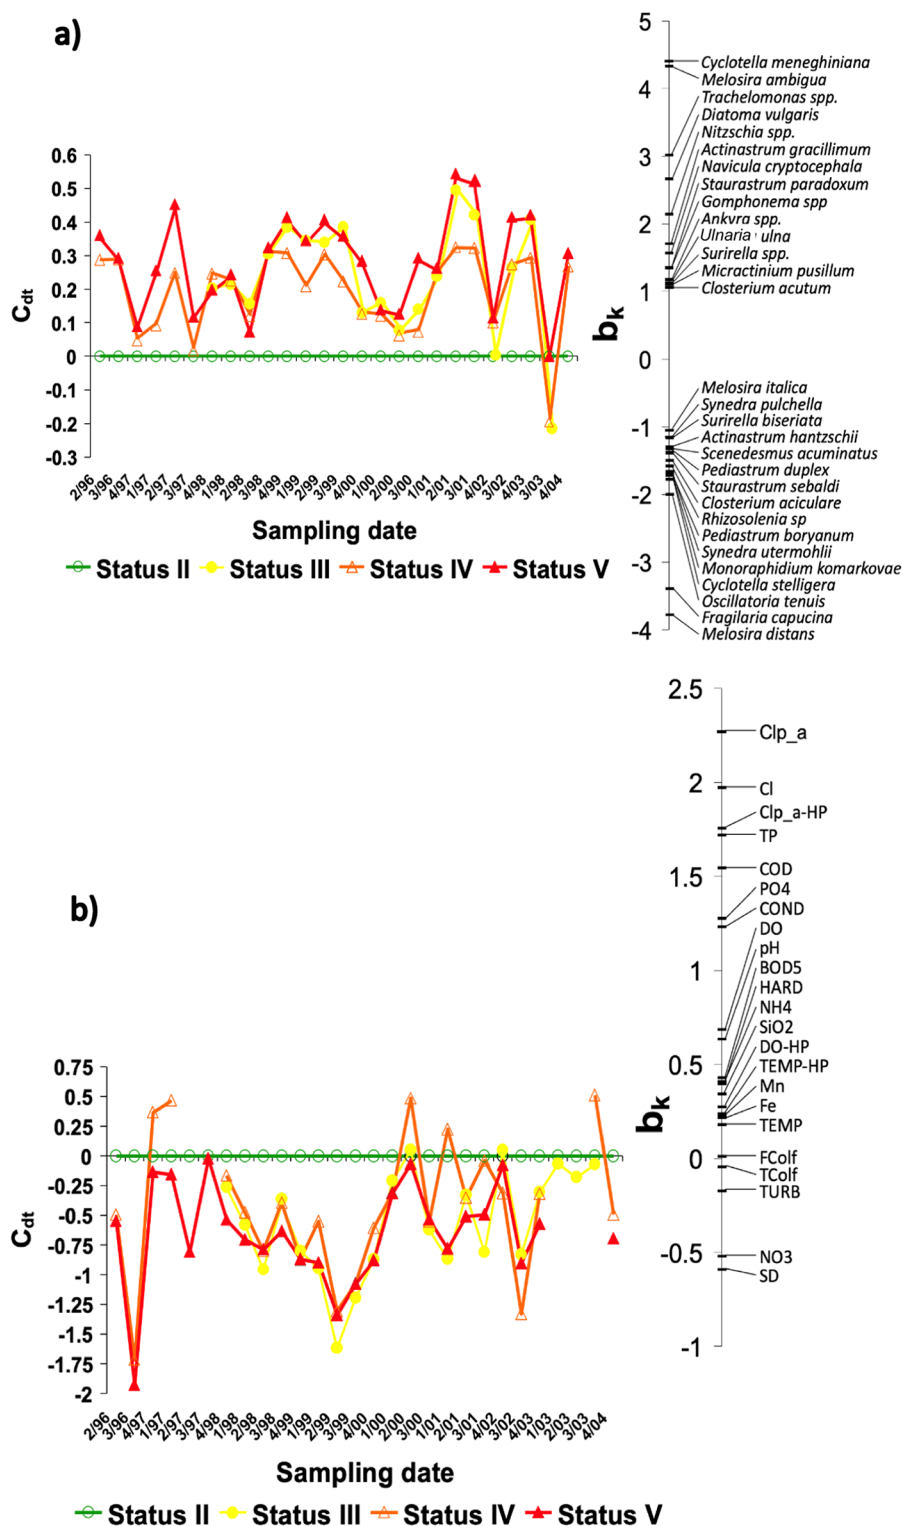 a)
5
4
3
2
1
0
-1
-2
-3
-4
bk
Cyclotella meneghiniana
Melosira ambigua
Trachelomonas spp.
Diatoma vulgaris
Nitzschia spp.
Actinastrum gracillimum
Navicula cryptocephala
Staurastrum paradoxum
Gomphonema spp
Ankvra spp.
Ulnaria ulna
Surirella spp.
Micractinium pusillum
Closterium acutum
Melosira italica
Synedra pulchella
Surirella biseriata
Actinastrum hantzschii
Scenedesmus acuminatus
Pediastrum duplex
Staurastrum sebaldi
Closterium aciculare
Rhizosolenia sp
Pediastrum boryanum
Synedra utermohlii
Monoraphidium komarkovae
Cyclotella stelligera
Oscillatoria tenuis
Fragilaria capucina
Melosira distans
0.6
0.5
0.4
0.3
0.2
0.1
0
-0.1
-0.2
-0.3
Cdt
2/96 3/96 4/97 1/97 2/97 3/97 4/98 1/98 2/98 3/98 4/99 1/99 2/99 3/99 4/00 1/00 2/00 3/00 1/01 2/01 3/01 4/02 3/02 4/03 3/03 4/04
Sampling date
Status II Status III Status IV Status V
2.5
2
1.5
1
0.5
0
-0.5
-1
bk
Clp_a
Cl
Clp_a-HP
TP
COD
PO4
COND
DO
pH
BOD5
HARD
NH4
SiO2
DO-HP
TEMP-HP
Mn
Fe
TEMP
FColf
TColf
TURB
NO3
SD
b)
0.75
0.5
0.25
0
-0.25
-0.5
-0.75
-1
-1.25
-1.5
-1.75
-2
Cdt
2/96 3/96 4/97 1/97 2/97 3/97 4/98 1/98 2/98 3/98 4/99 1/99 2/99 3/99 4/00 1/00 2/00 3/00 1/01 2/01 3/01 4/02 3/02 4/03 1/03 2/03 3/03 4/04
Sampling date
Status II Status III Status IV Status V